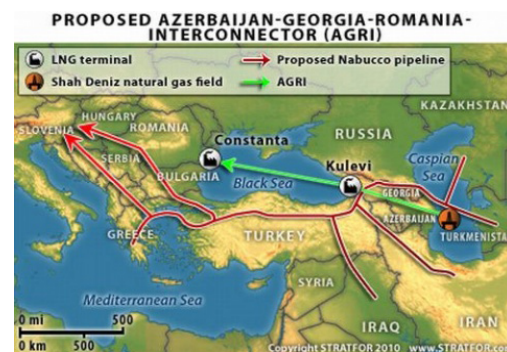 PROPOSED AZERBAIJAN-GEORGIA-ROMANIA-
INTERCONNECTOR (AGRI)
LNG terminal
Proposed Nabucco pipeline
Shah Deniz natural gas field
AGRI
KAZAKHSTAN
HUNGARY
SLOVENIA
ROMANIA
Constanta
RUSSIA
SERBIA
Kulevi
Caspian
Sea
BULGARIA
Black Sea
GEORGIA
AZERBAIJAN
GREECE
TURKEY
TURKMENISTA
SYRIA
Mediterranean Sea
0 mi 500
0 km 500
IRAQ
IRAN
Copyright STRATFOR 2010 www.STRATFOR.com